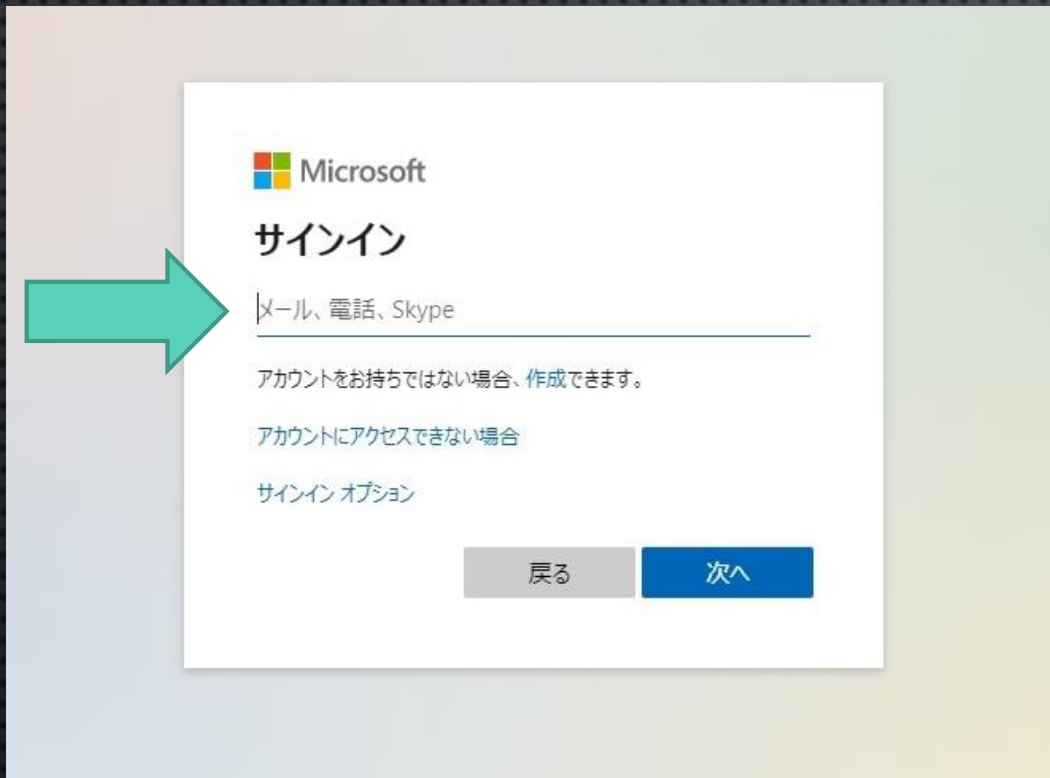 Microsoft
サインイン
メール、電話、Skype
アカウントをお持ちではない場合、作成できます。
アカウントにアクセスできない場合
サインイン オプション
戻る
次へ